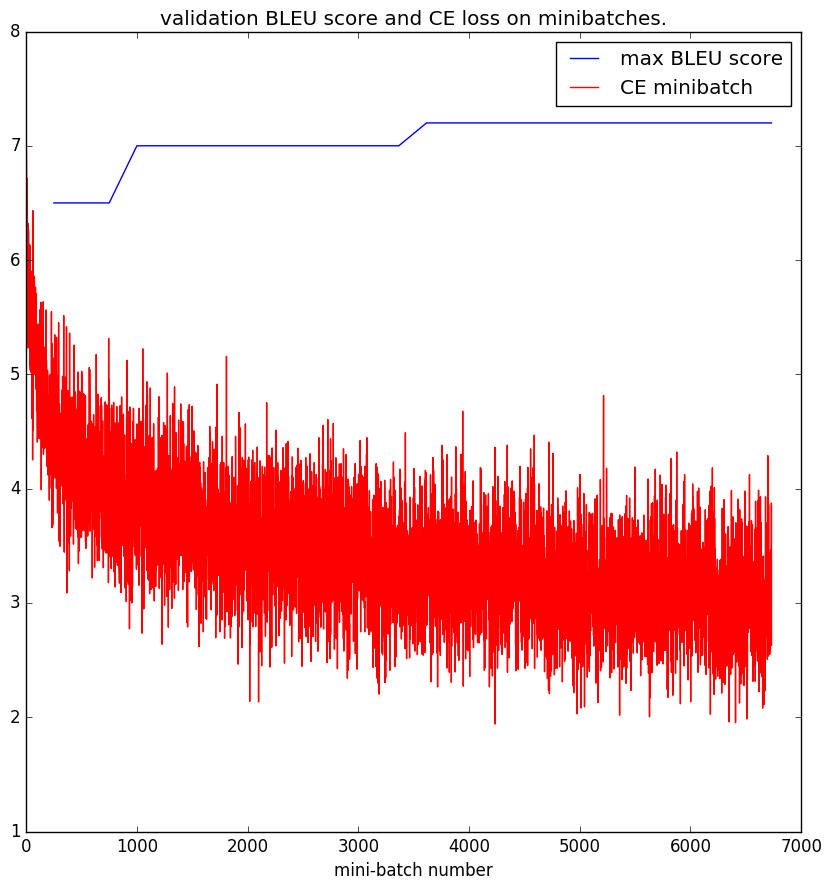 validation BLEU score and CE loss on minibatches.
max BLEU score
CE minibatch
8
7
6
5
4
3
2
1
0 1000 2000 3000 4000 5000 6000 7000
mini-batch number